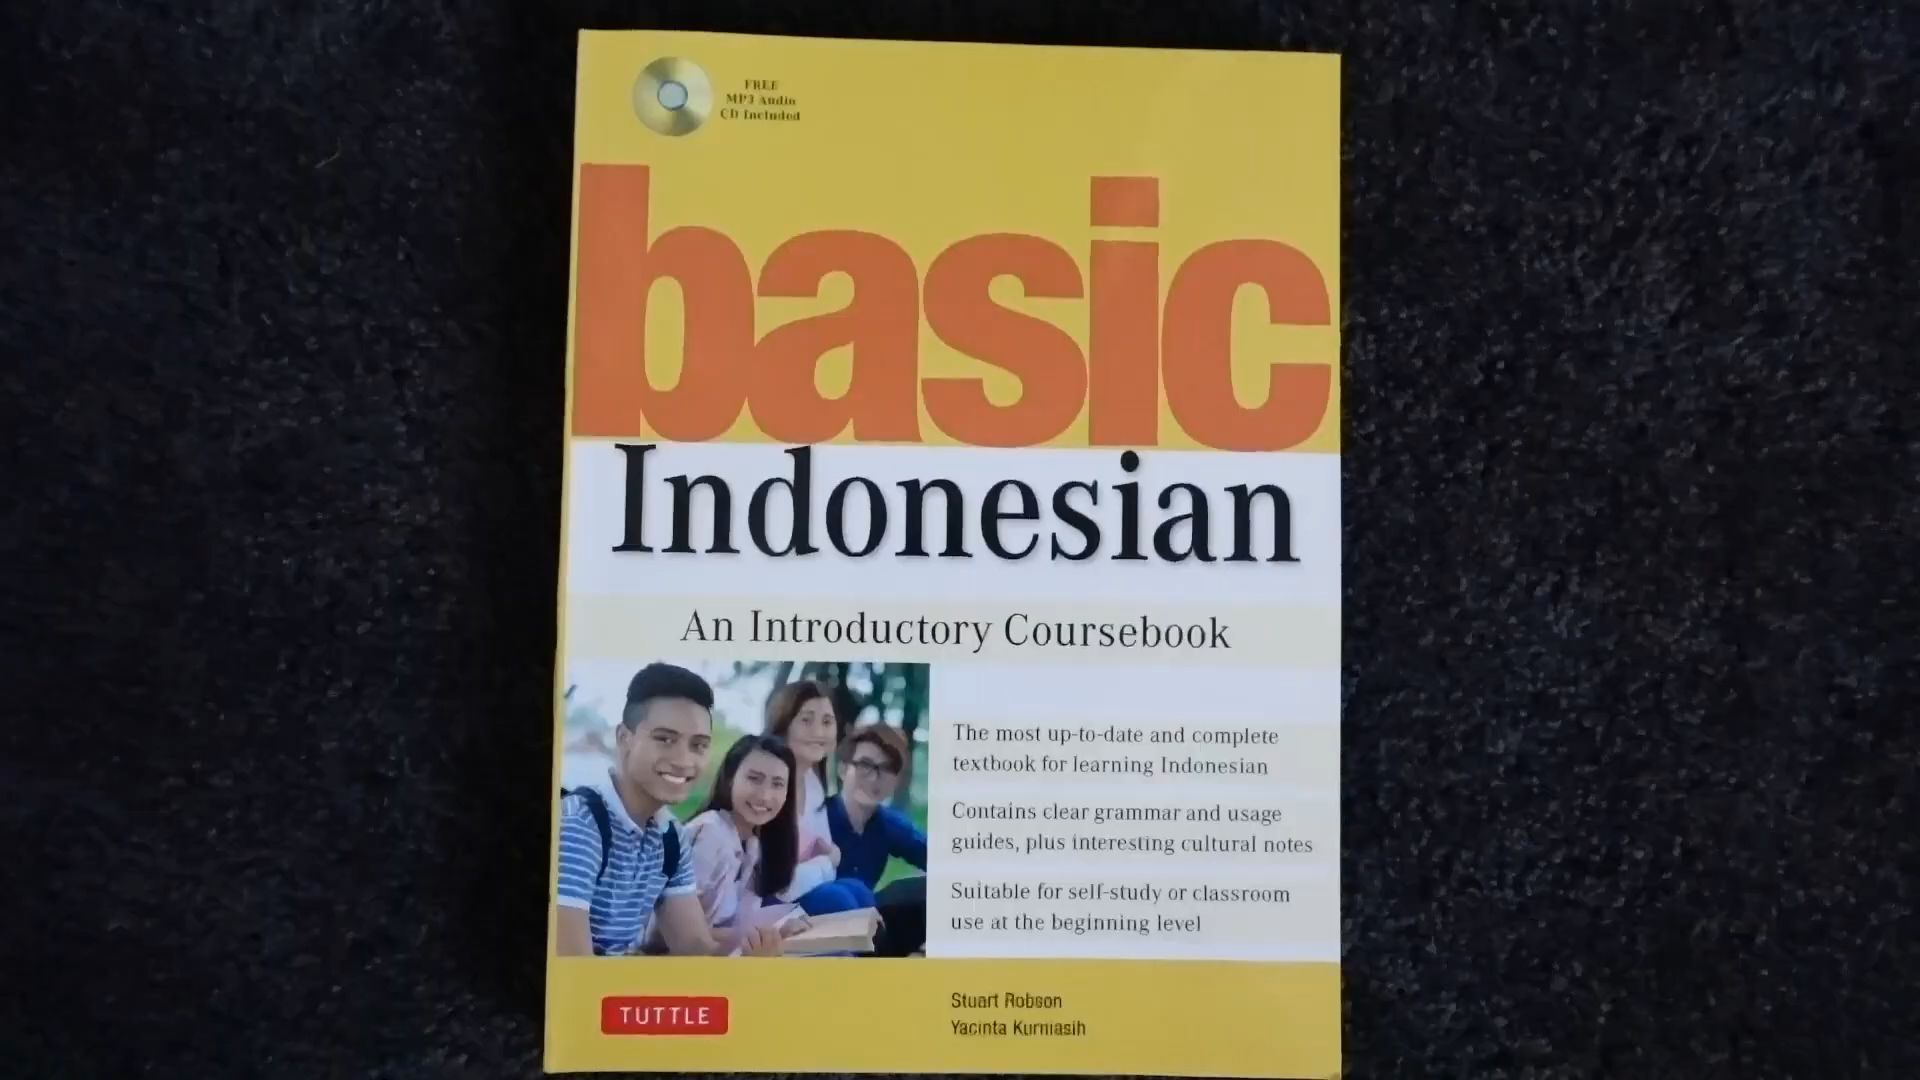 FREE
MP3 Audio
CD Included
basic
Indonesian
An Introductory Coursebook
The most up-to-date and complete
textbook for learning Indonesian
Contains clear grammar and usage
guides, plus interesting cultural notes
Suitable for self-study or classroom
use at the beginning level
TUTTLE
Stuart Robson
Yacinta Kurniasih